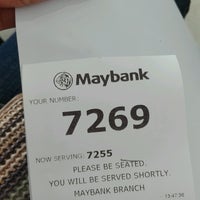 Maybank
YOUR NUMBER:
7269
NOW SERVING: 7255
PLEASE BE SEATED.
YOU WILL BE SERVED SHORTLY.
MAYBANK BRANCH